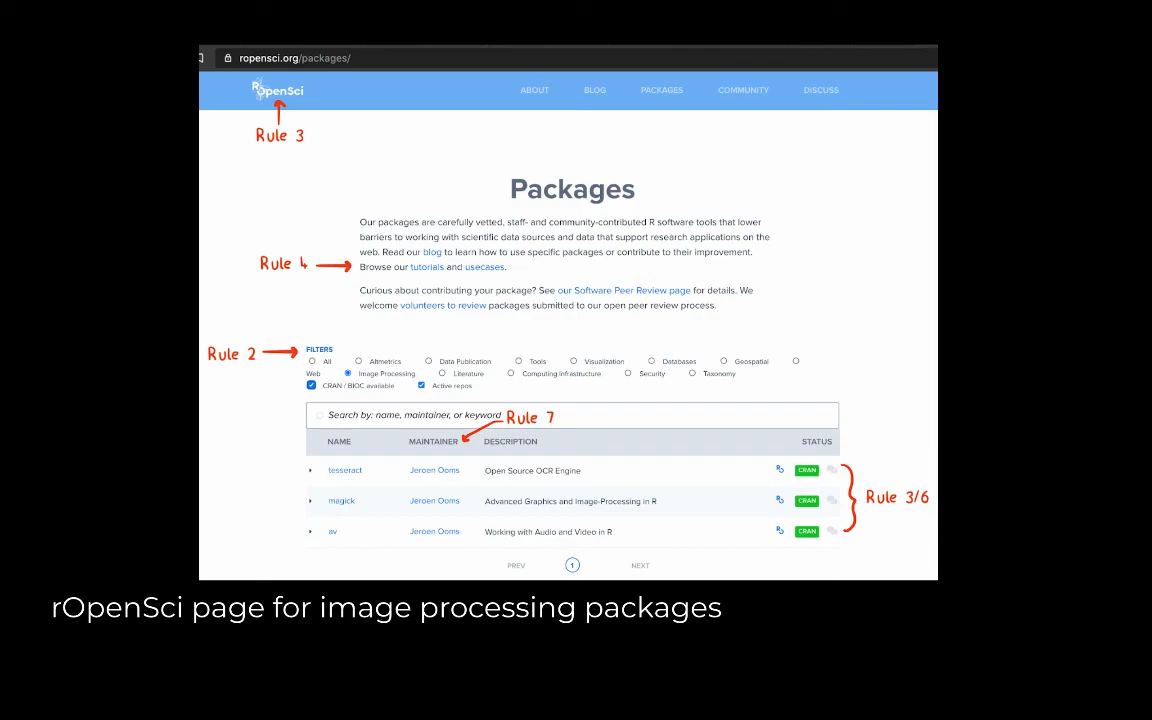 ropensci.org/packages/
rOpenSci
ABOUT BLOG PACKAGES COMMUNITY DISCUSS
Rule 3
Packages
Our packages are carefully vetted, staff- and community-contributed R software tools that lower
barriers to working with scientific data sources and data that support research applications on the
web. Read our blog to learn how to use specific packages or contribute to their improvement.
Rule 4
Browse our tutorials and usecases.
Curious about contributing your package? See our Software Peer Review page for details. We
welcome volunteers to review packages submitted to our open peer review process.
Rule 2
FILTERS
All Altmetrics Data Publication Tools Visualization Databases Geospatial
Web Image Processing Literature Computing Infrastructure Security Taxonomy
CRAN / BIOC available Active repos
Search by: name, maintainer, or keyword
Rule 7
NAME MAINTAINER DESCRIPTION STATUS
tesseract Jeroen Ooms Open Source OCR Engine CRAN
magick Jeroen Ooms Advanced Graphics and Image-Processing in R CRAN
Rule 3/6
av Jeroen Ooms Working with Audio and Video in R CRAN
PREV 1 NEXT
rOpenSci page for image processing packages